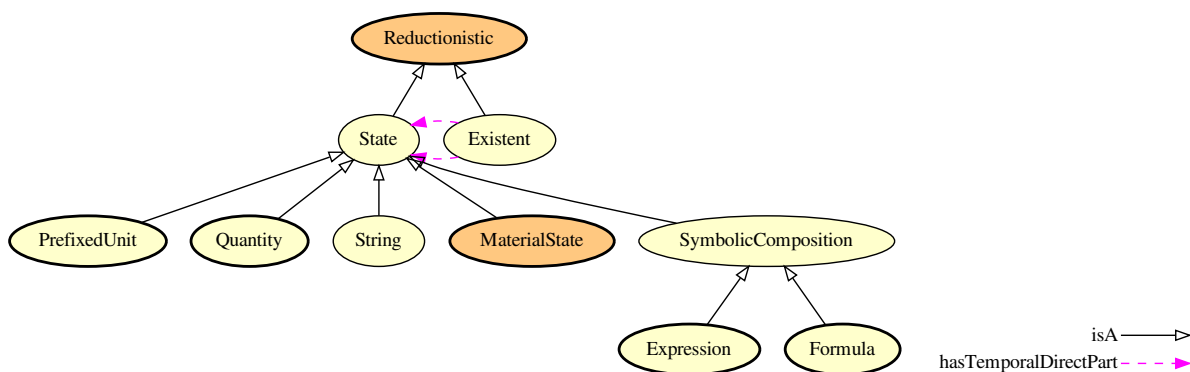 Reductionistic
State
Existent
PrefixedUnit
Quantity
String
MaterialState
SymbolicComposition
Expression
Formula
isA
hasTemporalDirectPart